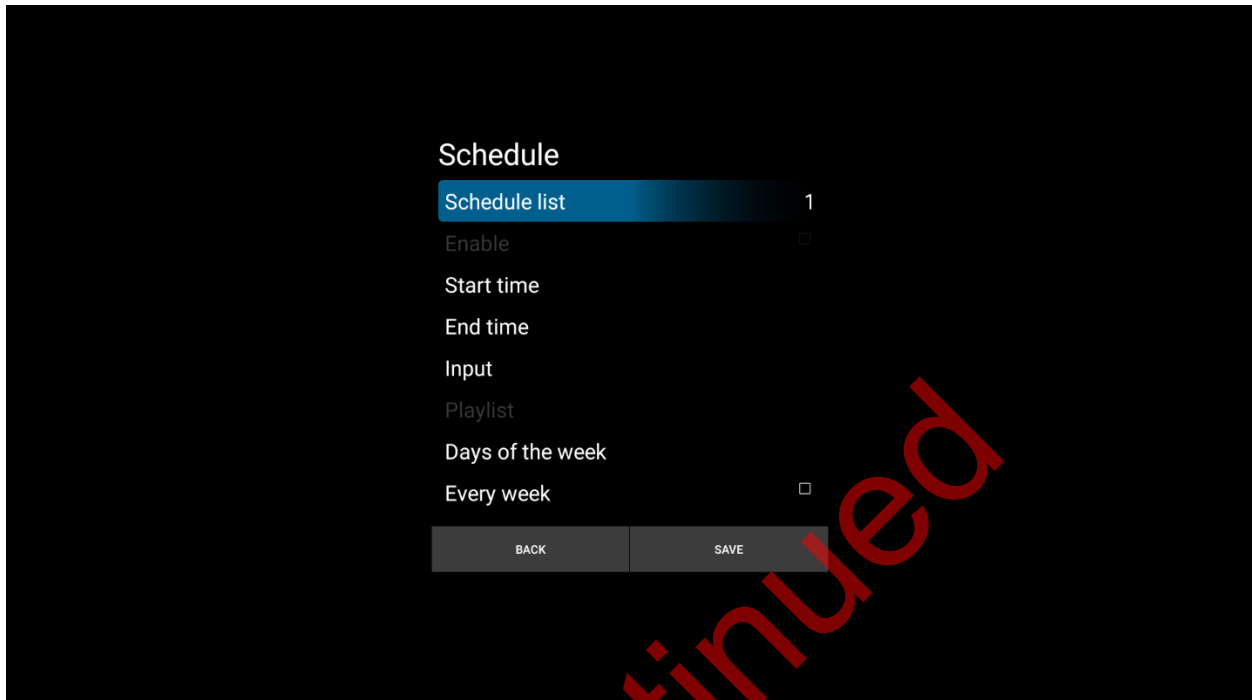 Schedule
Schedule list 1
Enable
Start time
End time
Input
Playlist
Days of the week
Every week
BACK SAVE
tinued